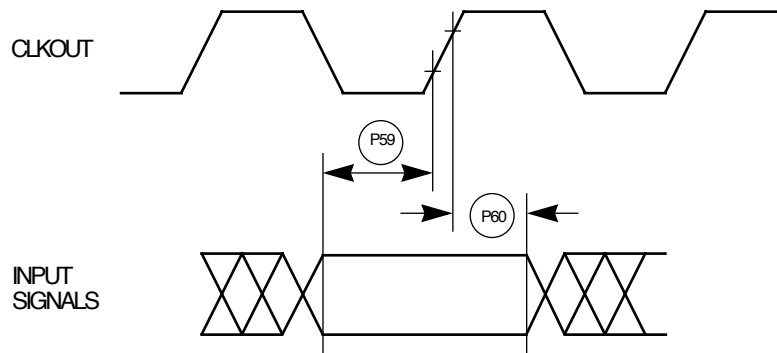 CLKOUT
P59
P60
INPUT
SIGNALS